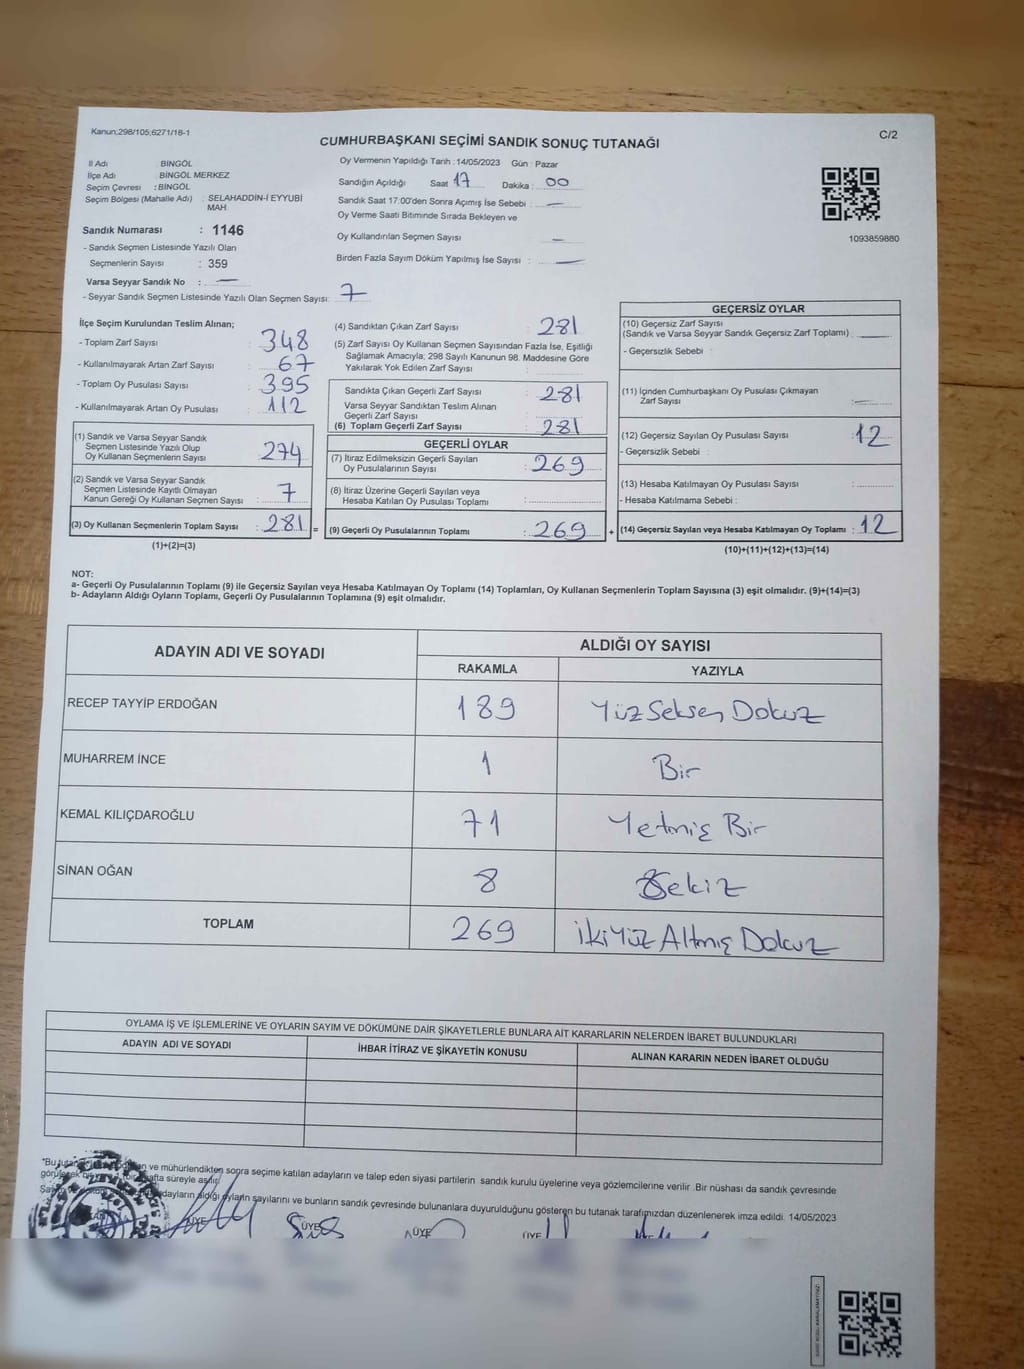 Kanun;298/105;6271/18-1
C/2
CUMHURBAŞKANI SEÇİMİ SANDIK SONUÇ TUTANAĞI
İl Adı : BİNGÖL
İlçe Adı : BİNGÖL MERKEZ
Seçim Çevresi : BİNGÖL
Seçim Bölgesi (Mahalle Adı) : SELAHADDİN-İ EYYUBİ
MAH
Sandık Numarası : 1146
- Sandık Seçmen Listesinde Yazılı Olan
Seçmenlerin Sayısı : 359
Varsa Seyyar Sandık No : —
- Seyyar Sandık Seçmen Listesinde Yazılı Olan Seçmen Sayısı: 7
Oy Vermenin Yapıldığı Tarih : 14/05/2023 Gün : Pazar
Sandığın Açıldığı Saat 17 Dakika : 00
Sandık Saat 17.00'den Sonra Açımış İse Sebebi : —
Oy Verme Saati Bitiminde Sırada Bekleyen ve
Oy Kullandırılan Seçmen Sayısı —
Birden Fazla Sayım Döküm Yapılmış İse Sayısı : —
1093859880
İlçe Seçim Kurulundan Teslim Alınan;
- Toplam Zarf Sayısı : 348
- Kullanılmayarak Artan Zarf Sayısı : 67
- Toplam Oy Pusulası Sayısı : 395
- Kullanılmayarak Artan Oy Pusulası : 112
(1) Sandık ve Varsa Seyyar Sandık
Seçmen Listesinde Yazılı Olup
Oy Kullanan Seçmenlerin Sayısı : 274
(2) Sandık ve Varsa Seyyar Sandık
Seçmen Listesinde Kayıtlı Olmayan
Kanun Gereği Oy Kullanan Seçmen Sayısı : 7
(3) Oy Kullanan Seçmenlerin Toplam Sayısı : 281 =
(1)+(2)=(3)
(4) Sandıktan Çıkan Zarf Sayısı : 281
(5) Zarf Sayısı Oy Kullanan Seçmen Sayısından Fazla İse, Eşitliği
Sağlamak Amacıyla; 298 Sayılı Kanunun 98. Maddesine Göre
Yakılarak Yok Edilen Zarf Sayısı :
Sandıkta Çıkan Geçerli Zarf Sayısı : 281
Varsa Seyyar Sandıktan Teslim Alınan
Geçerli Zarf Sayısı :
(6) Toplam Geçerli Zarf Sayısı : 281
GEÇERLİ OYLAR
(7) İtiraz Edilmeksizin Geçerli Sayılan
Oy Pusulalarının Sayısı : 269
(8) İtiraz Üzerine Geçerli Sayılan veya
Hesaba Katılan Oy Pusulası Toplamı :
(9) Geçerli Oy Pusulalarının Toplamı : 269 +
GEÇERSİZ OYLAR
(10) Geçersiz Zarf Sayısı
(Sandık ve Varsa Seyyar Sandık Geçersiz Zarf Toplamı) : —
- Geçersizlik Sebebi :
(11) İçinden Cumhurbaşkanı Oy Pusulası Çıkmayan
Zarf Sayısı : —
(12) Geçersiz Sayılan Oy Pusulası Sayısı : 12
- Geçersizlik Sebebi :
(13) Hesaba Katılmayan Oy Pusulası Sayısı :
- Hesaba Katılmama Sebebi :
(14) Geçersiz Sayılan veya Hesaba Katılmayan Oy Toplamı : 12
(10)+(11)+(12)+(13)=(14)
NOT:
a- Geçerli Oy Pusulalarının Toplamı (9) ile Geçersiz Sayılan veya Hesaba Katılmayan Oy Toplamı (14) Toplamları, Oy Kullanan Seçmenlerin Toplam Sayısına (3) eşit olmalıdır. (9)+(14)=(3)
b- Adayların Aldığı Oyların Toplamı, Geçerli Oy Pusulalarının Toplamına (9) eşit olmalıdır.
ADAYIN ADI VE SOYADI
ALDIĞI OY SAYISI
RAKAMLA YAZIYLA
RECEP TAYYİP ERDOĞAN 189 Yüz Seksen Dokuz
MUHARREM İNCE 1 Bir
KEMAL KILIÇDAROĞLU 71 Yetmiş Bir
SİNAN OĞAN 8 Sekiz
TOPLAM 269 İki Yüz Altmış Dokuz
OYLAMA İŞ VE İŞLEMLERİNE VE OYLARIN SAYIM VE DÖKÜMÜNE DAİR ŞİKAYETLERLE BUNLARA AİT KARARLARIN NELERDEN İBARET BULUNDUKLARI
ADAYIN ADI VE SOYADI İHBAR İTİRAZ VE ŞİKAYETİN KONUSU ALINAN KARARIN NEDEN İBARET OLDUĞU
ve mühürlendikten sonra seçime katılan adayların ve talep eden siyasi partilerin sandık kurulu üyelerine veya gözlemcilerine verilir .Bir nüshası da sandık çevresinde
süreyle asılır
adayların aldığı oyların sayılarını ve bunların sandık çevresinde bulunanlara duyurulduğunu gösteren bu tutanak tarafımızdan düzenlenerek imza edildi. 14/05/2023
ÜYE ÜYE ÜYE ÜYE